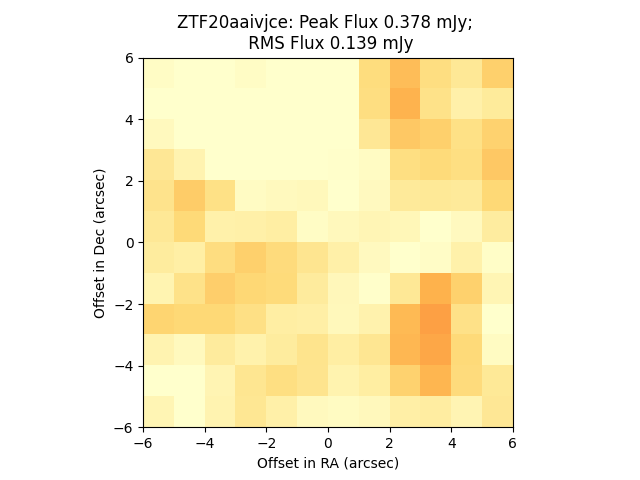 ZTF20aaivjce: Peak Flux 0.378 mJy;
RMS Flux 0.139 mJy
6
4
2
0
−2
−4
−6
Offset in Dec (arcsec)
−6 −4 −2 0 2 4 6
Offset in RA (arcsec)